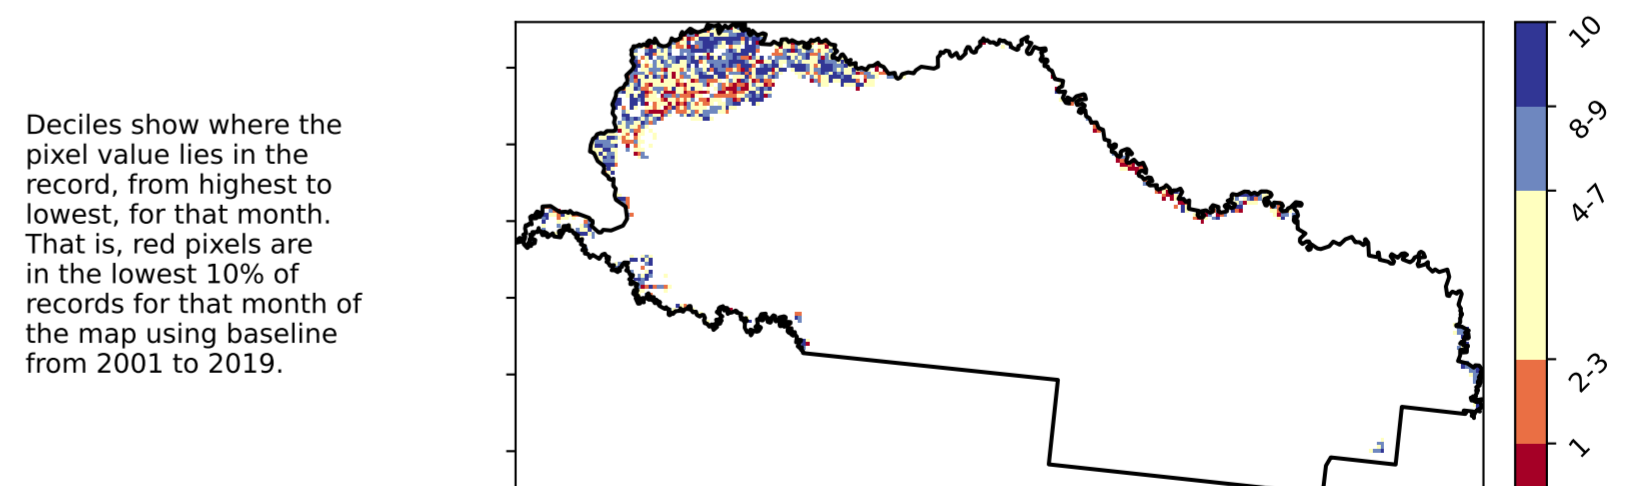 Deciles show where the
pixel value lies in the
record, from highest to
lowest, for that month.
That is, red pixels are
in the lowest 10% of
records for that month of
the map using baseline
from 2001 to 2019.
10
8-9
4-7
2-3
1